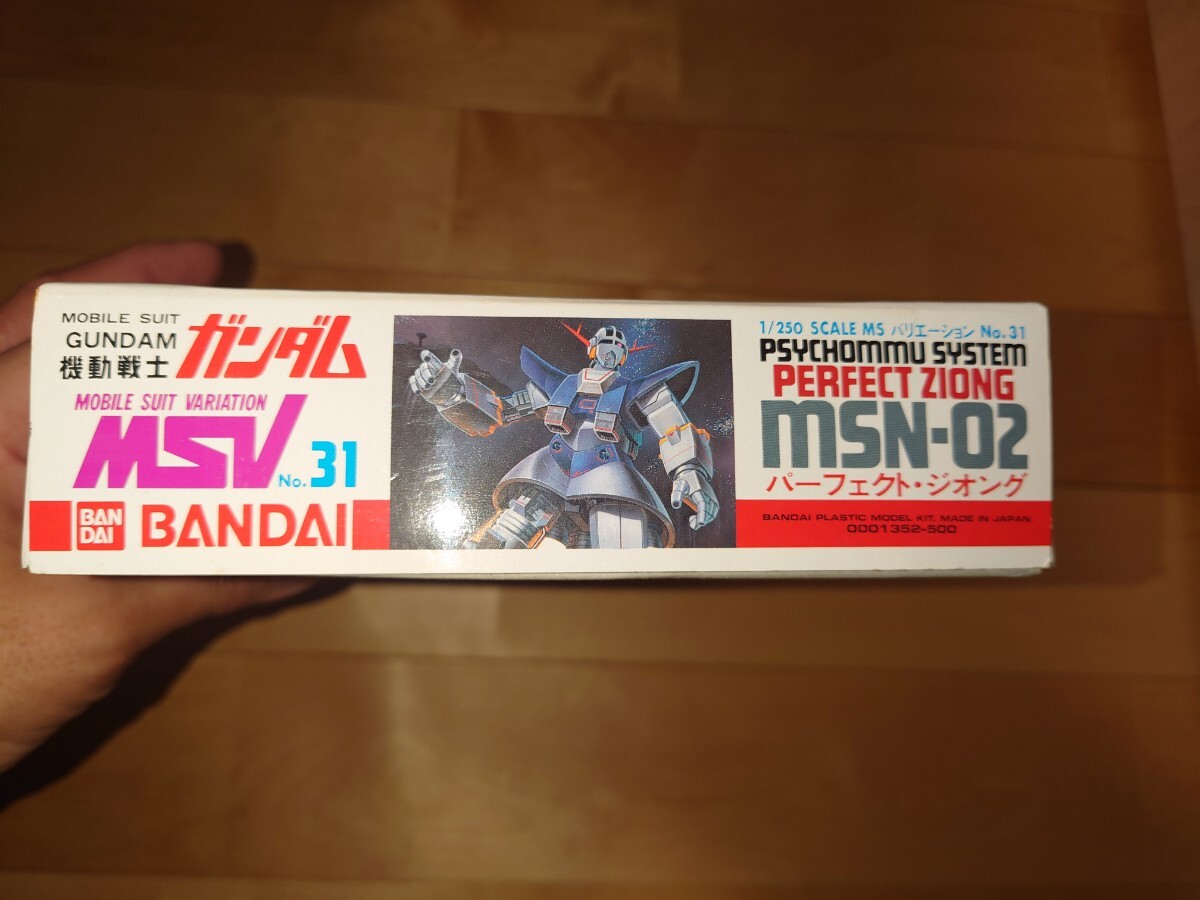 MOBILE SUIT
GUNDAM
機動戦士
ガンダム
MOBILE SUIT VARIATION
MSV
No.31
BAN
DAI
BANDAI
1/250 SCALE MS バリエーション No.31
PSYCHOMMU SYSTEM
PERFECT ZIONG
MSN-02
パーフェクト・ジオング
BANDAI PLASTIC MODEL KIT. MADE IN JAPAN
0001352-500